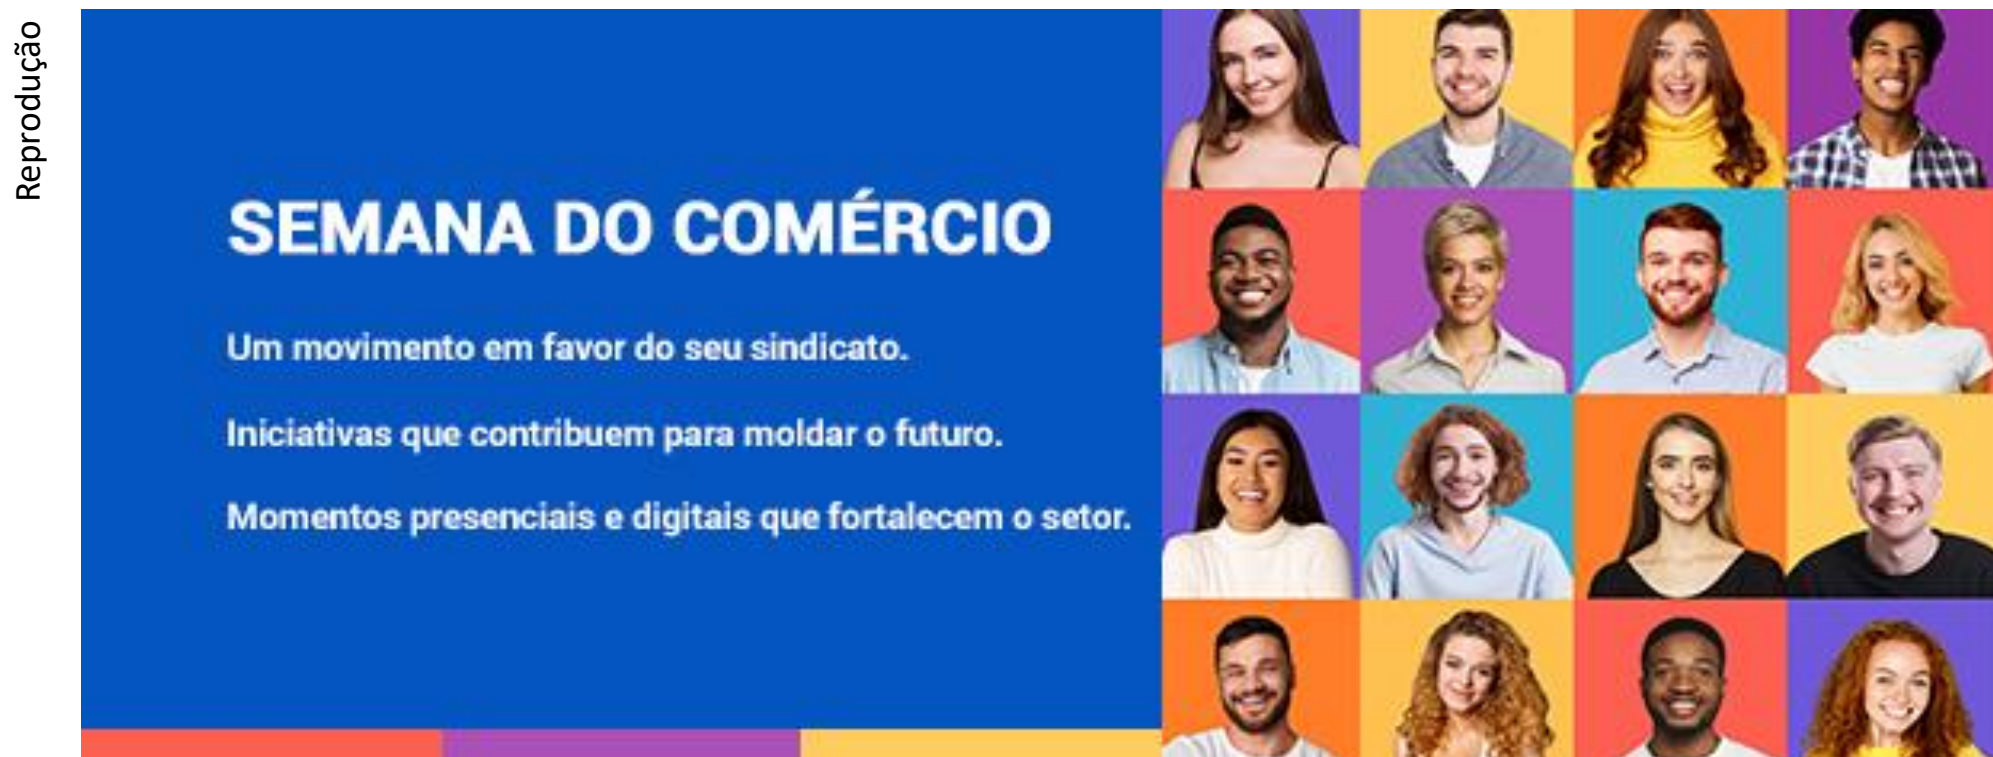 Reprodução
SEMANA DO COMÉRCIO
Um movimento em favor do seu sindicato.
Iniciativas que contribuem para moldar o futuro.
Momentos presenciais e digitais que fortalecem o setor.